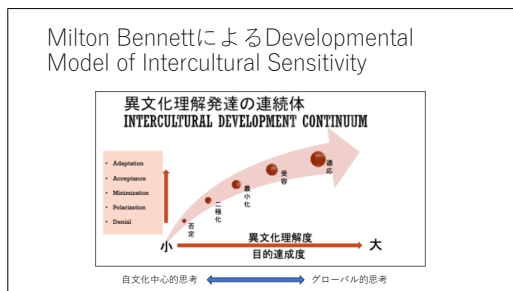 Milton BennettによるDevelopmental
Model of Intercultural Sensitivity
異文化理解発達の連続体
INTERCULTURAL DEVELOPMENT CONTINUUM
• Adaptation
• Acceptance
• Minimization
• Polarization
• Denial
否定
二極化
最小化
受容
適応
小
異文化理解度
目的達成度
大
自文化中心的思考
グローバル的思考